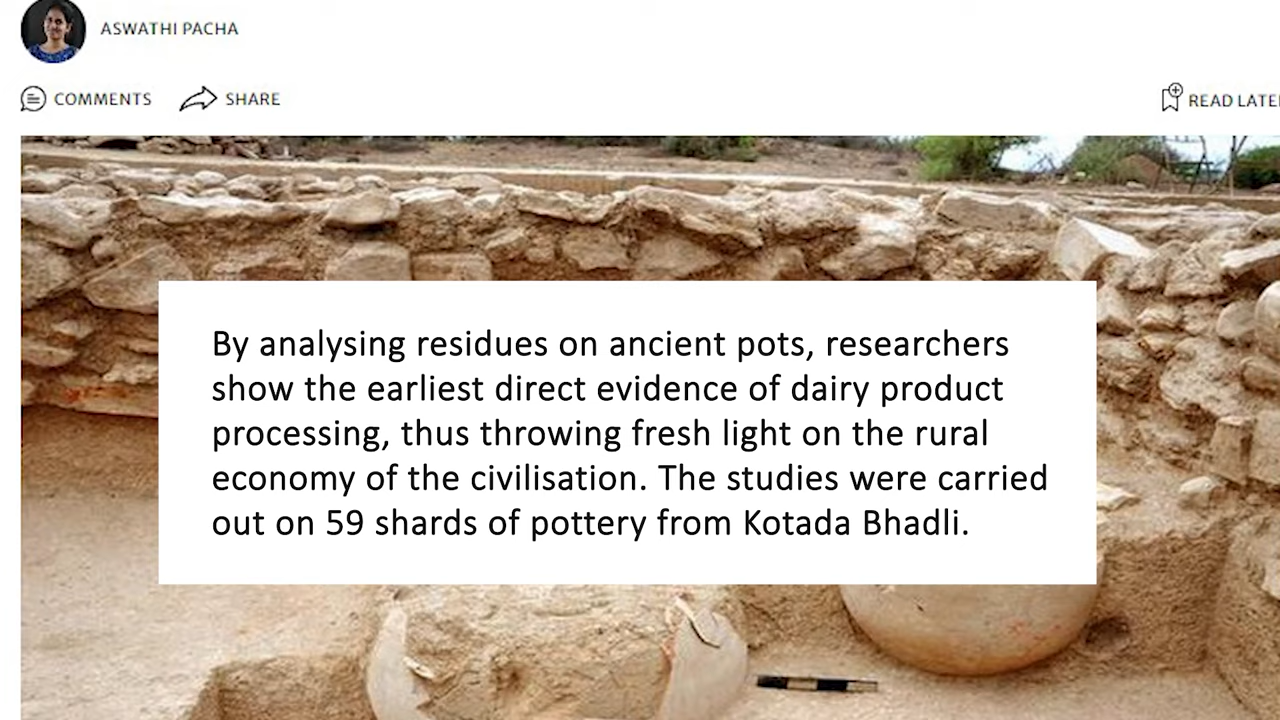 ASWATHI PACHA
COMMENTS SHARE READ LATE
By analysing residues on ancient pots, researchers
show the earliest direct evidence of dairy product
processing, thus throwing fresh light on the rural
economy of the civilisation. The studies were carried
out on 59 shards of pottery from Kotada Bhadli.